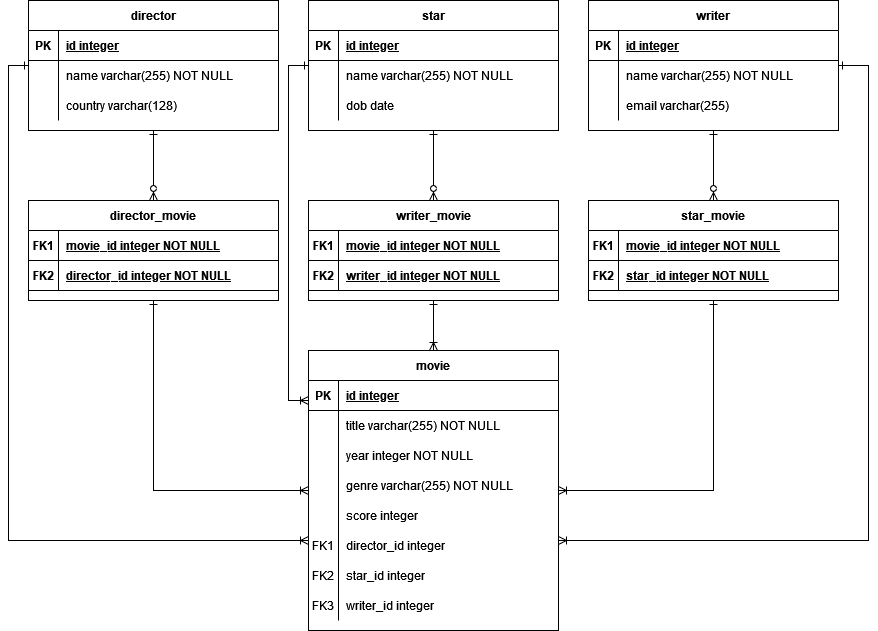 director
PK id integer
name varchar(255) NOT NULL
country varchar(128)
star
PK id integer
name varchar(255) NOT NULL
dob date
writer
PK id integer
name varchar(255) NOT NULL
email varchar(255)
director_movie
FK1 movie_id integer NOT NULL
FK2 director_id integer NOT NULL
writer_movie
FK1 movie_id integer NOT NULL
FK2 writer_id integer NOT NULL
star_movie
FK1 movie_id integer NOT NULL
FK2 star_id integer NOT NULL
movie
PK id integer
title varchar(255) NOT NULL
year integer NOT NULL
genre varchar(255) NOT NULL
score integer
FK1 director_id integer
FK2 star_id integer
FK3 writer_id integer